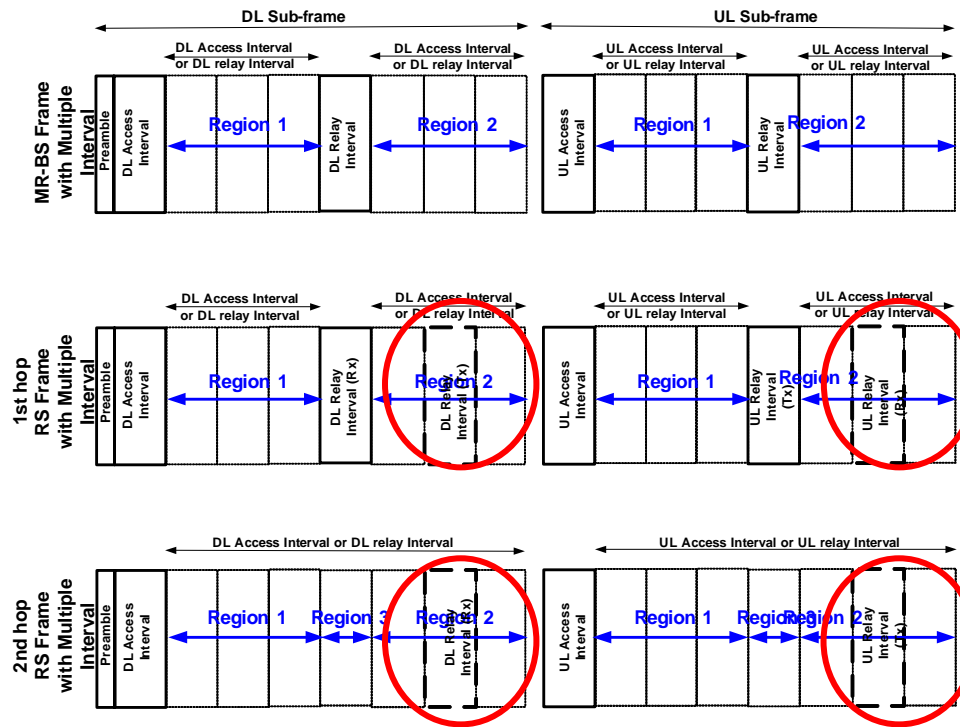 DL Sub-frame
UL Sub-frame
DL Access Interval
or DL relay Interval
DL Access Interval
or DL relay Interval
UL Access Interval
or UL relay Interval
UL Access Interval
or UL relay Interval
MR-BS Frame
with Multiple
Interval
Preamble
DL Access
Interval
Region 1
DL Relay
Interval
Region 2
UL Access
Interval
Region 1
UL Relay
Interval
Region 2
DL Access Interval
or DL relay Interval
DL Access Interval
or DL relay Interval
UL Access Interval
or UL relay Interval
UL Access Interval
or UL relay Interval
1st hop
RS Frame
with Multiple
Interval
Preamble
DL Access
Interval
Region 1
DL Relay
Interval (Rx)
Region 2
DL Relay
Interval (Tx)
UL Access
Interval
Region 1
UL Relay
Interval
(Tx)
Region 2
UL Relay
Interval
(Rx)
DL Access Interval or DL relay Interval
UL Access Interval or UL relay Interval
2nd hop
RS Frame
with Multiple
Interval
Preamble
DL Access
Interval
Region 1
Region 3
Region 2
DL Relay
Interval (Rx)
UL Access
Interval
Region 1
Region 3
Region 2
UL Relay
Interval
(Tx)